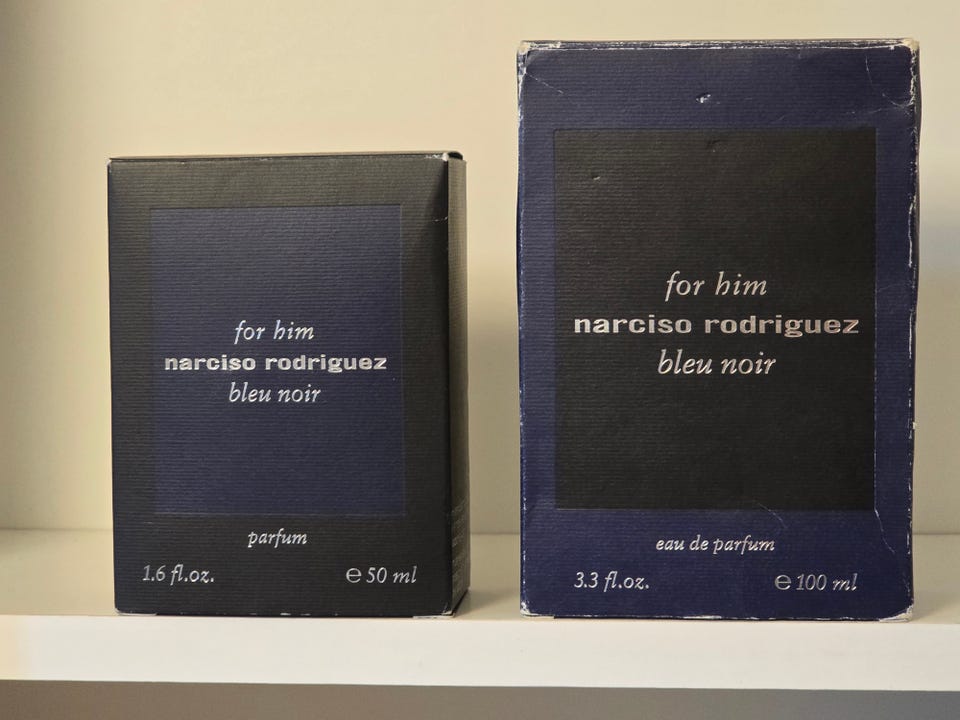 for him
narciso rodriguez
bleu noir
parfum
1.6 fl.oz. ℮ 50 ml
for him
narciso rodriguez
bleu noir
eau de parfum
3.3 fl.oz. ℮ 100 ml